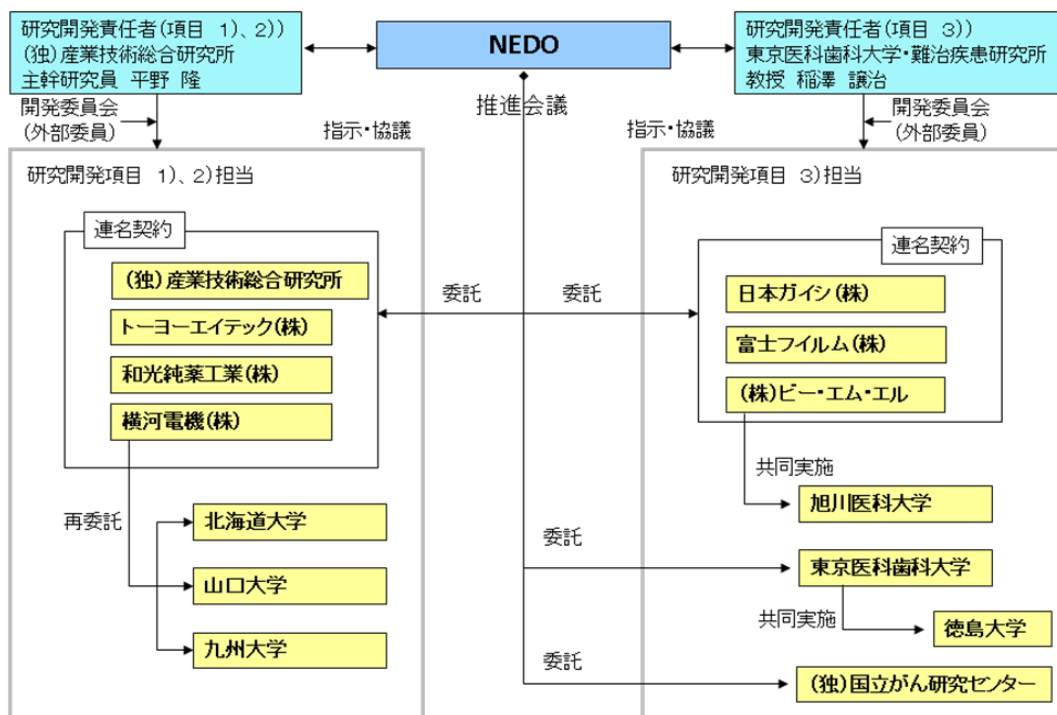 研究開発責任者(項目 1)、2))
(独)産業技術総合研究所
主幹研究員 平野 隆
NEDO
研究開発責任者(項目 3)
東京医科歯科大学・難治疾患研究所
教授 稲澤 譲治
開発委員会
(外部委員)
指示・協議
推進会議
指示・協議
開発委員会
(外部委員)
研究開発項目 1)、2)担当
連名契約
(独)産業技術総合研究所
トーヨーエイテック(株)
和光純薬工業(株)
横河電機(株)
再委託
北海道大学
山口大学
九州大学
委託
委託
研究開発項目 3)担当
連名契約
日本ガイシ(株)
富士フイルム(株)
(株)ビー・エム・エル
共同実施
旭川医科大学
委託
東京医科歯科大学
共同実施
徳島大学
委託
(独)国立がん研究センター